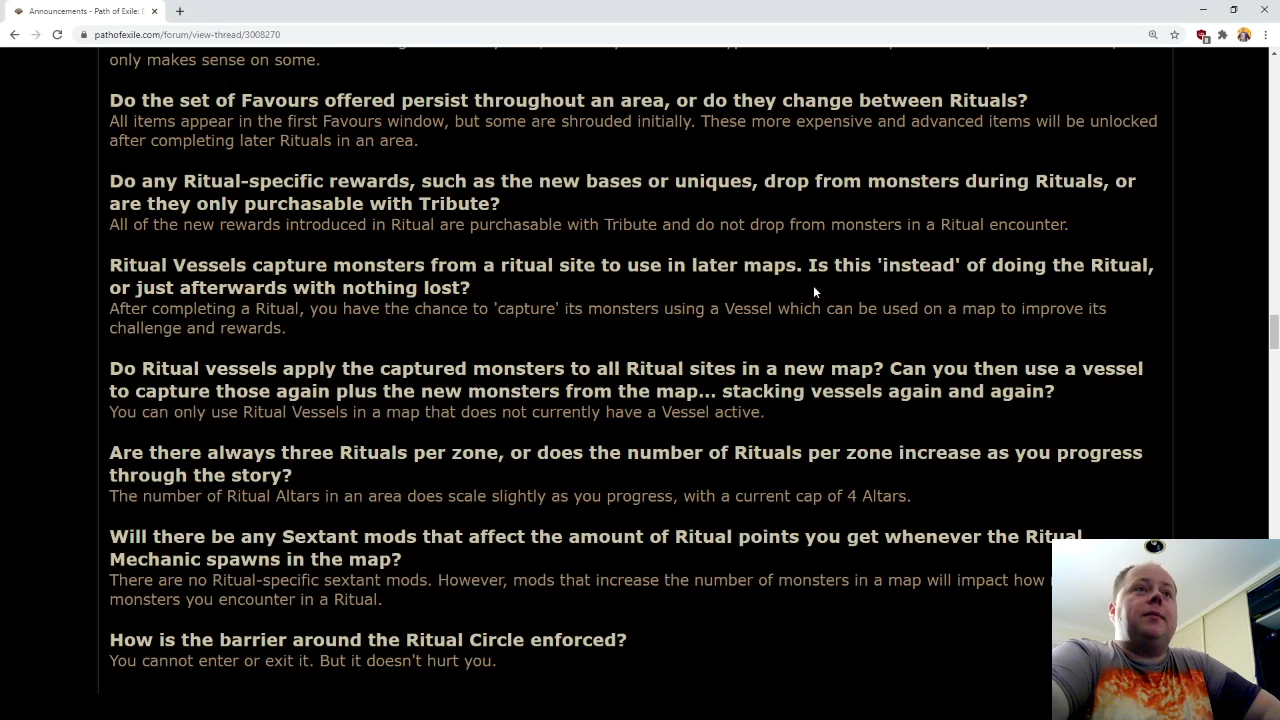 Announcements - Path of Exile: E
pathofexile.com/forum/view-thread/3008270
only makes sense on some.
Do the set of Favours offered persist throughout an area, or do they change between Rituals?
All items appear in the first Favours window, but some are shrouded initially. These more expensive and advanced items will be unlocked
after completing later Rituals in an area.
Do any Ritual-specific rewards, such as the new bases or uniques, drop from monsters during Rituals, or
are they only purchasable with Tribute?
All of the new rewards introduced in Ritual are purchasable with Tribute and do not drop from monsters in a Ritual encounter.
Ritual Vessels capture monsters from a ritual site to use in later maps. Is this 'instead' of doing the Ritual,
or just afterwards with nothing lost?
After completing a Ritual, you have the chance to 'capture' its monsters using a Vessel which can be used on a map to improve its
challenge and rewards.
Do Ritual vessels apply the captured monsters to all Ritual sites in a new map? Can you then use a vessel
to capture those again plus the new monsters from the map... stacking vessels again and again?
You can only use Ritual Vessels in a map that does not currently have a Vessel active.
Are there always three Rituals per zone, or does the number of Rituals per zone increase as you progress
through the story?
The number of Ritual Altars in an area does scale slightly as you progress, with a current cap of 4 Altars.
Will there be any Sextant mods that affect the amount of Ritual points you get whenever the Ritual
Mechanic spawns in the map?
There are no Ritual-specific sextant mods. However, mods that increase the number of monsters in a map will impact how
monsters you encounter in a Ritual.
How is the barrier around the Ritual Circle enforced?
You cannot enter or exit it. But it doesn't hurt you.